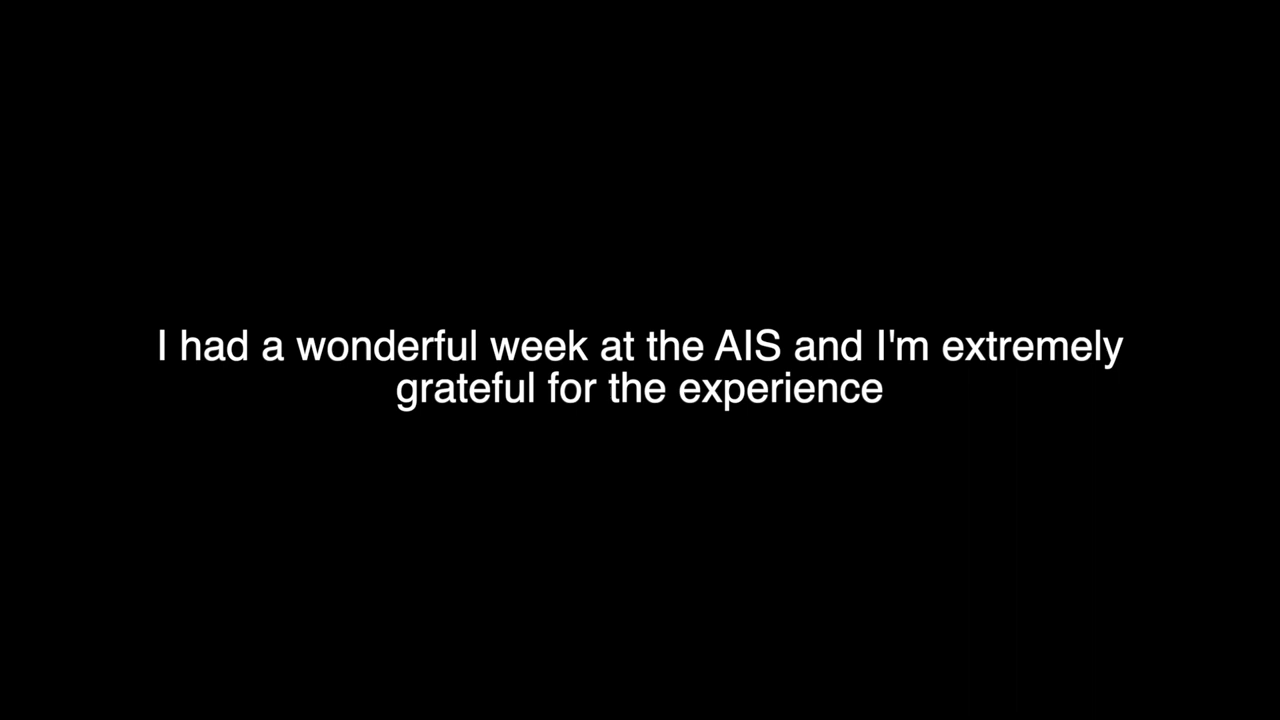 I had a wonderful week at the AIS and I'm extremely
grateful for the experience